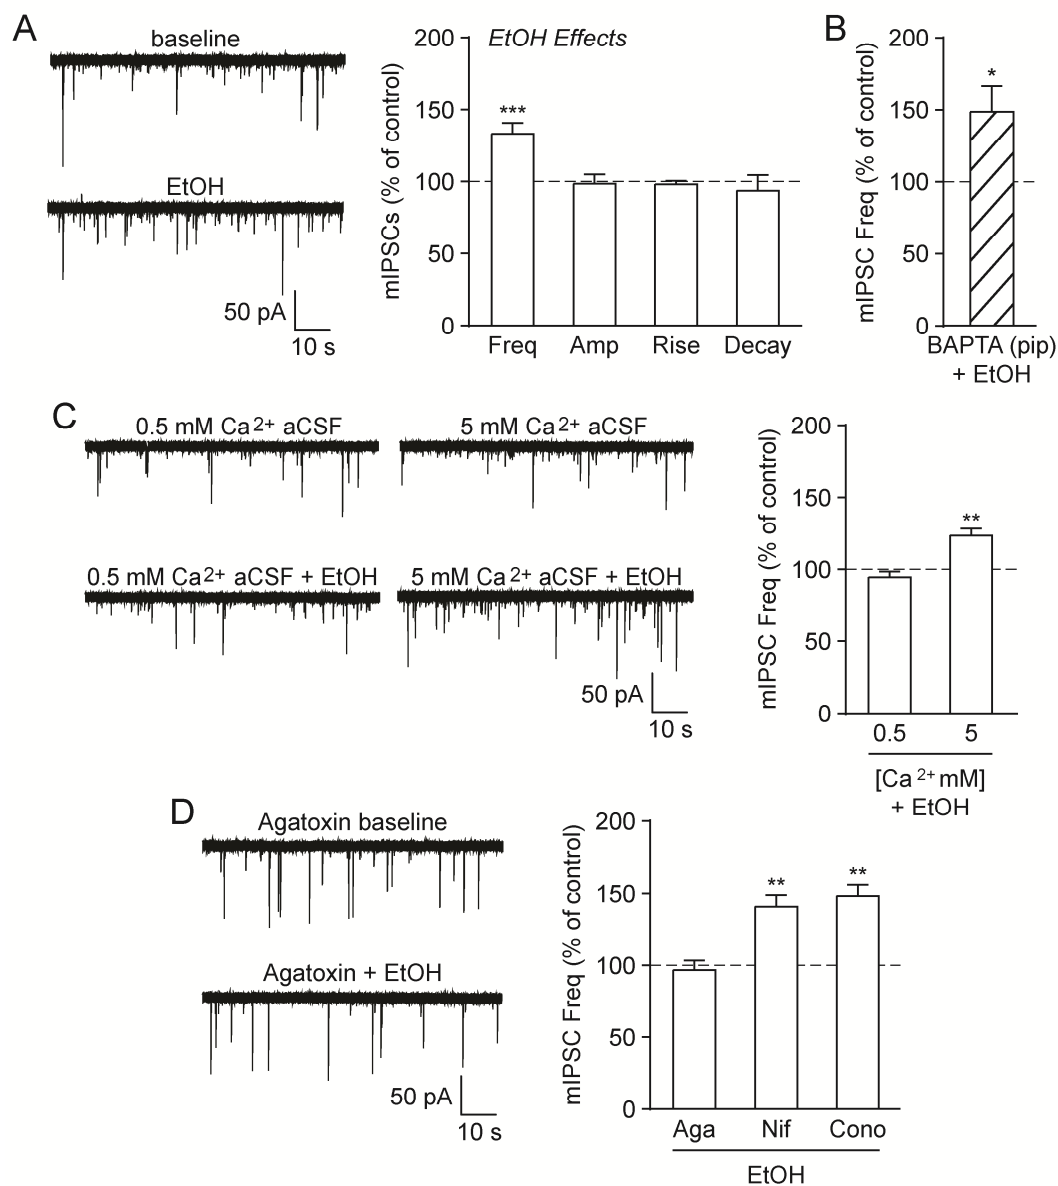 A
baseline
EtOH
50 pA
10 s
EtOH Effects
mIPSCs (% of control)
200
150
100
50
0
***
Freq Amp Rise Decay
B
mIPSC Freq (% of control)
200
150
100
50
0
*
BAPTA (pip)
+ EtOH
C
0.5 mM Ca2+ aCSF
5 mM Ca2+ aCSF
0.5 mM Ca2+ aCSF + EtOH
5 mM Ca2+ aCSF + EtOH
50 pA
10 s
mIPSC Freq (% of control)
200
150
100
50
0
**
0.5 5
[Ca2+ mM]
+ EtOH
D
Agatoxin baseline
Agatoxin + EtOH
50 pA
10 s
mIPSC Freq (% of control)
200
150
100
50
0
** **
Aga Nif Cono
EtOH